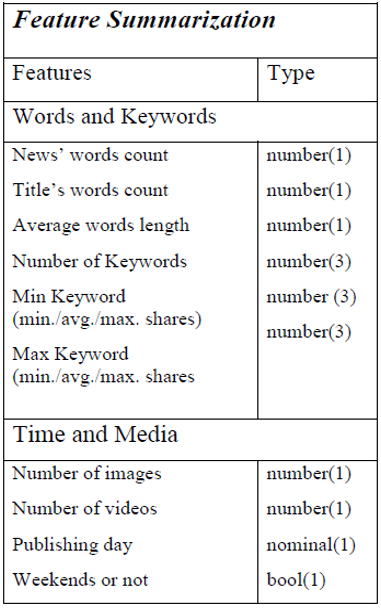 Feature Summarization
Features Type
Words and Keywords
News’ words count number(1)
Title’s words count number(1)
Average words length number(1)
Number of Keywords number(3)
Min Keyword number (3)
(min./avg./max. shares)
number(3)
Max Keyword
(min./avg./max. shares
Time and Media
Number of images number(1)
Number of videos number(1)
Publishing day nominal(1)
Weekends or not bool(1)